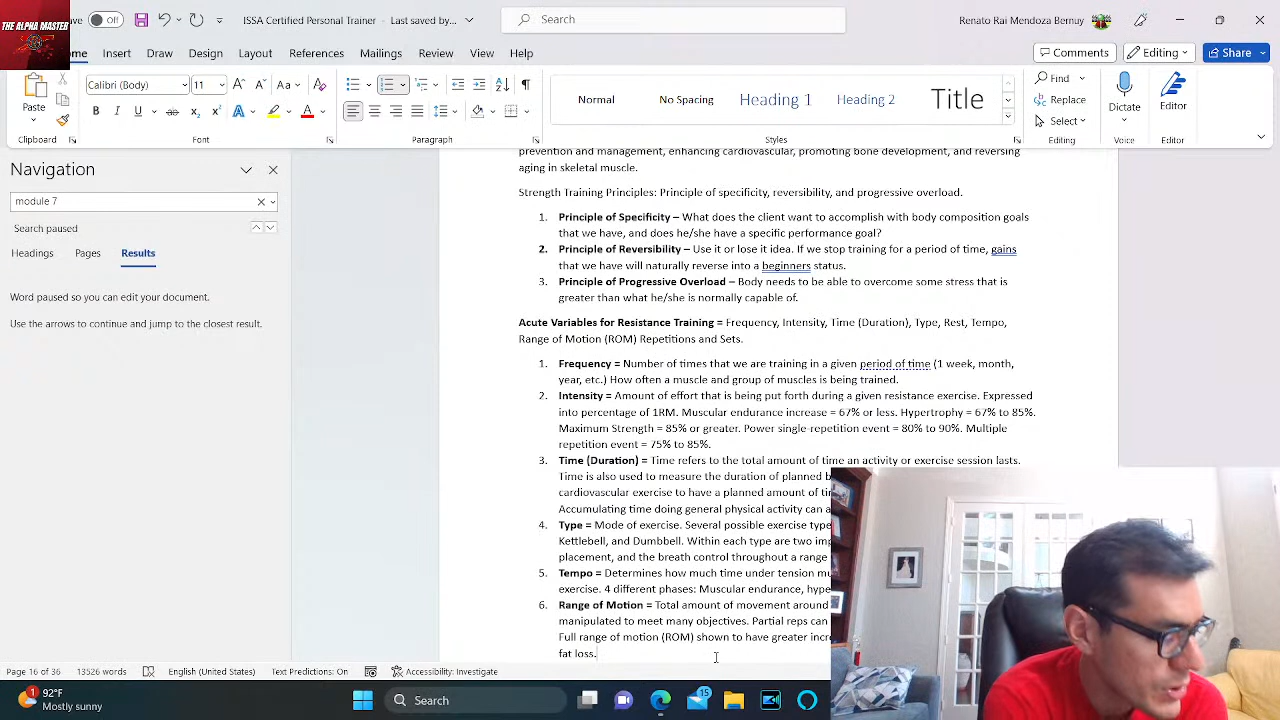 THE ALPHA MASTER
ve Off
ISSA Certified Personal Trainer - Last saved by...
Search
Renato Rai Mendoza Bernuy
me Insert Draw Design Layout References Mailings Review View Help
Comments Editing Share
Paste
Calibri (Body) 11
Normal No Spacing Heading 1 Heading 2 Title
Find
Replac
Select
Dictate
Editor
Clipboard Font Paragraph Styles Editing Voice Editor
Navigation
module 7
Search paused
Headings Pages Results
Word paused so you can edit your document.
Use the arrows to continue and jump to the closest result.
prevention and management, enhancing cardiovascular, promoting bone development, and reversing
aging in skeletal muscle.
Strength Training Principles: Principle of specificity, reversibility, and progressive overload.
1. Principle of Specificity – What does the client want to accomplish with body composition goals
that we have, and does he/she have a specific performance goal?
2. Principle of Reversibility – Use it or lose it idea. If we stop training for a period of time, gains
that we have will naturally reverse into a beginners status.
3. Principle of Progressive Overload – Body needs to be able to overcome some stress that is
greater than what he/she is normally capable of.
Acute Variables for Resistance Training = Frequency, Intensity, Time (Duration), Type, Rest, Tempo,
Range of Motion (ROM) Repetitions and Sets.
1. Frequency = Number of times that we are training in a given period of time (1 week, month,
year, etc.) How often a muscle and group of muscles is being trained.
2. Intensity = Amount of effort that is being put forth during a given resistance exercise. Expressed
into percentage of 1RM. Muscular endurance increase = 67% or less. Hypertrophy = 67% to 85%.
Maximum Strength = 85% or greater. Power single-repetition event = 80% to 90%. Multiple
repetition event = 75% to 85%.
3. Time (Duration) = Time refers to the total amount of time an activity or exercise session lasts.
Time is also used to measure the duration of planned b
cardiovascular exercise to have a planned amount of tim
Accumulating time doing general physical activity can a
4. Type = Mode of exercise. Several possible exercise type
Kettlebell, and Dumbbell. Within each type are two imp
placement, and the breath control throughout a range
5. Tempo = Determines how much time under tension mu
exercise. 4 different phases: Muscular endurance, hype
6. Range of Motion = Total amount of movement around
manipulated to meet many objectives. Partial reps can
Full range of motion (ROM) shown to have greater incre
fat loss.
Page 16 of 36 13526 words English (United States) Text Predictions: On Accessibility: Investigate
1 92°F
Mostly sunny
Search
15